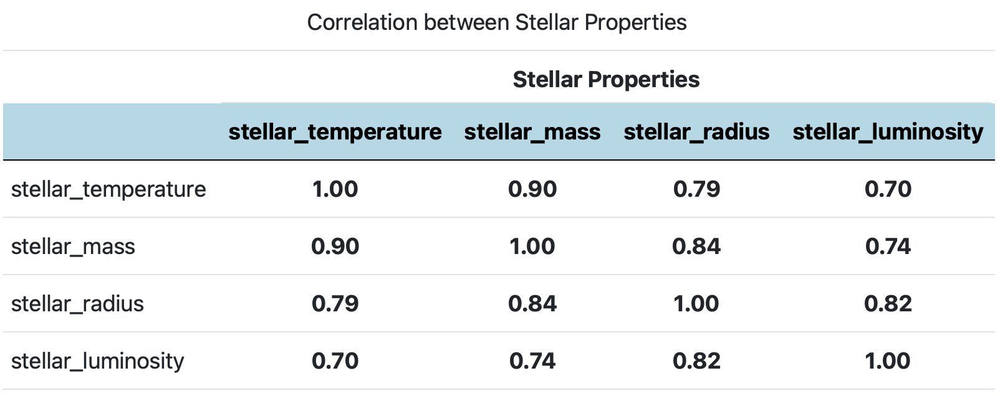 Correlation between Stellar Properties
Stellar Properties
stellar_temperature stellar_mass stellar_radius stellar_luminosity
stellar_temperature 1.00 0.90 0.79 0.70
stellar_mass 0.90 1.00 0.84 0.74
stellar_radius 0.79 0.84 1.00 0.82
stellar_luminosity 0.70 0.74 0.82 1.00